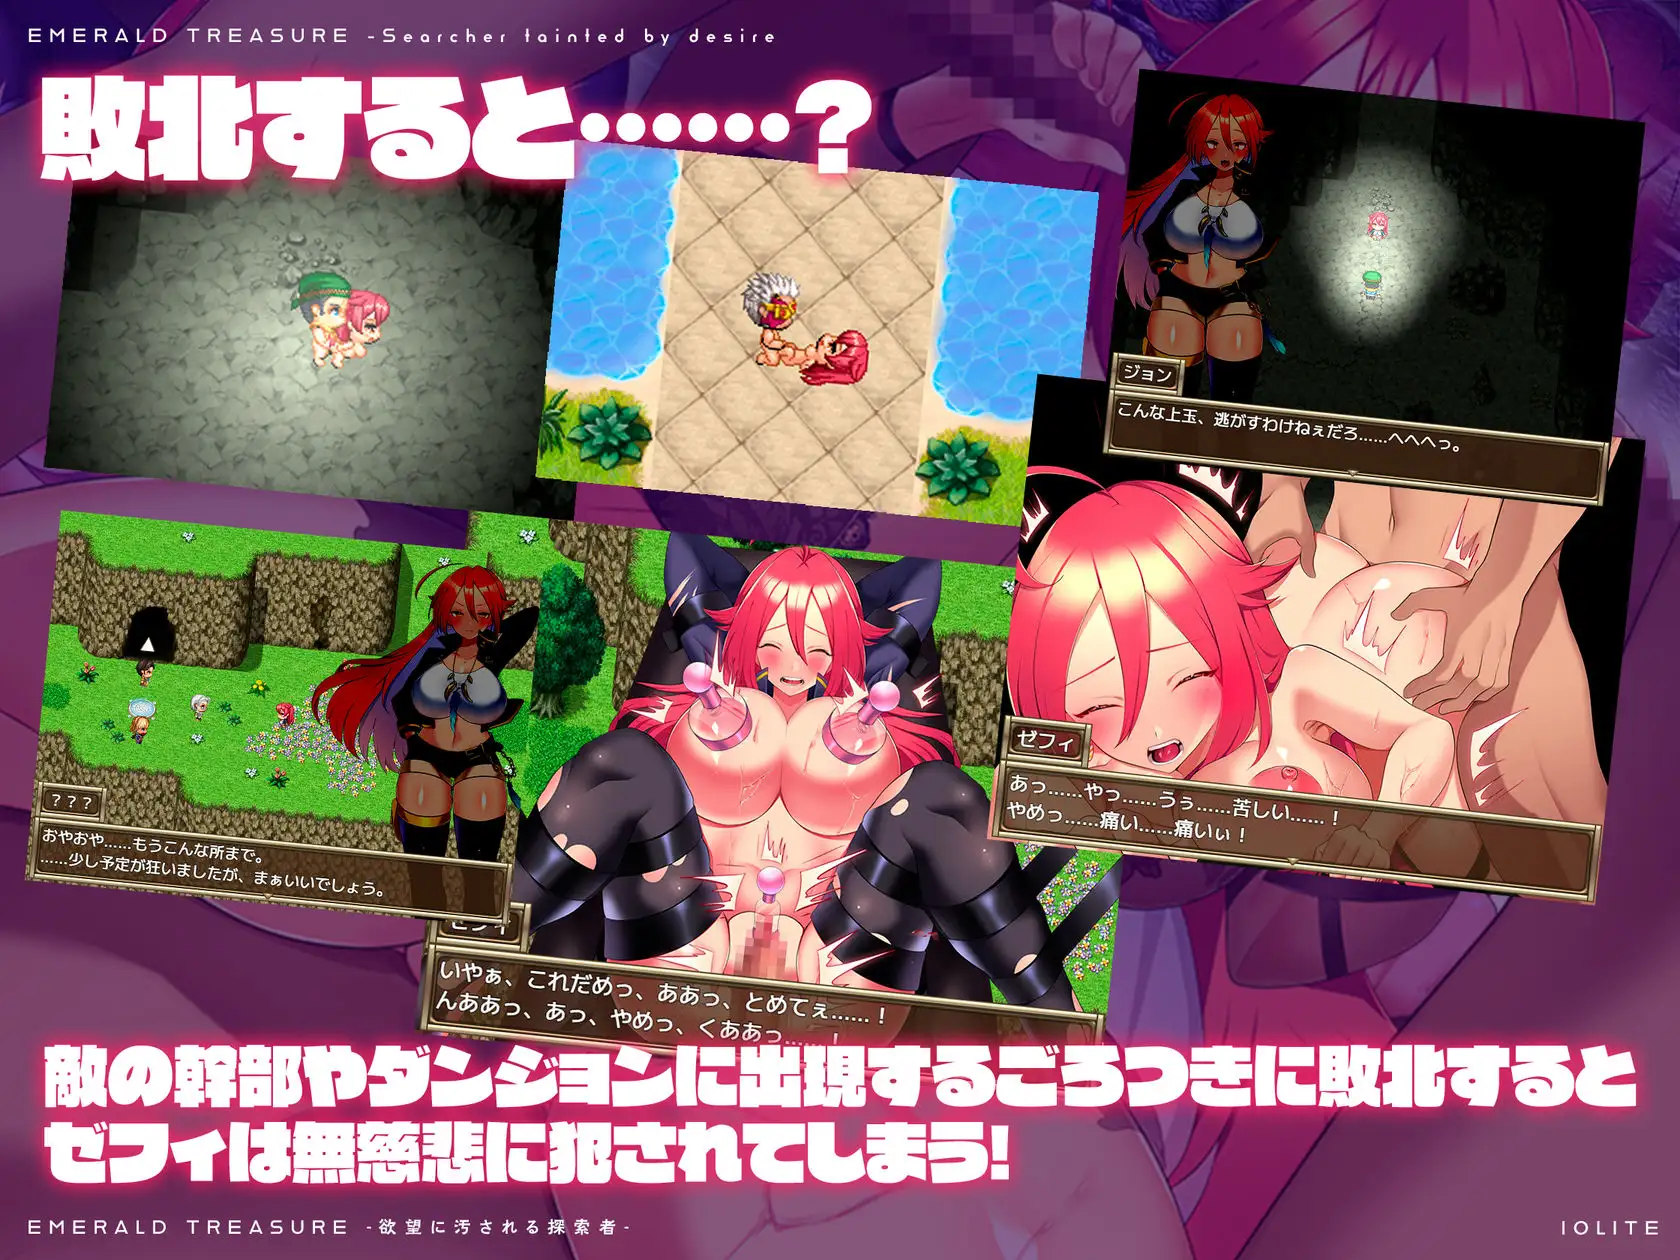 EMERALD TREASURE -Searcher tainted by desire
敗北すると……?
ジョン
こんな上玉、逃がすわけねぇだろ……へへへっ。
ゼフィ
あっ……やっ……うぅ……苦しい……！
やめっ……痛い……痛いぃ！
？？？
おやおや……もうこんな所まで。
……少し予定が狂いましたが、まぁいいでしょう。
ゼフィ
いやぁ、これだめっ、ああっ、とめてぇ……！
んああっ、あっ、やめっ、くああっ……！
敵の幹部やダンジョンに出現するごろつきに敗北すると
ゼフィは無慈悲に犯されてしまう!
EMERALD TREASURE -欲望に汚される探索者-
IOLITE